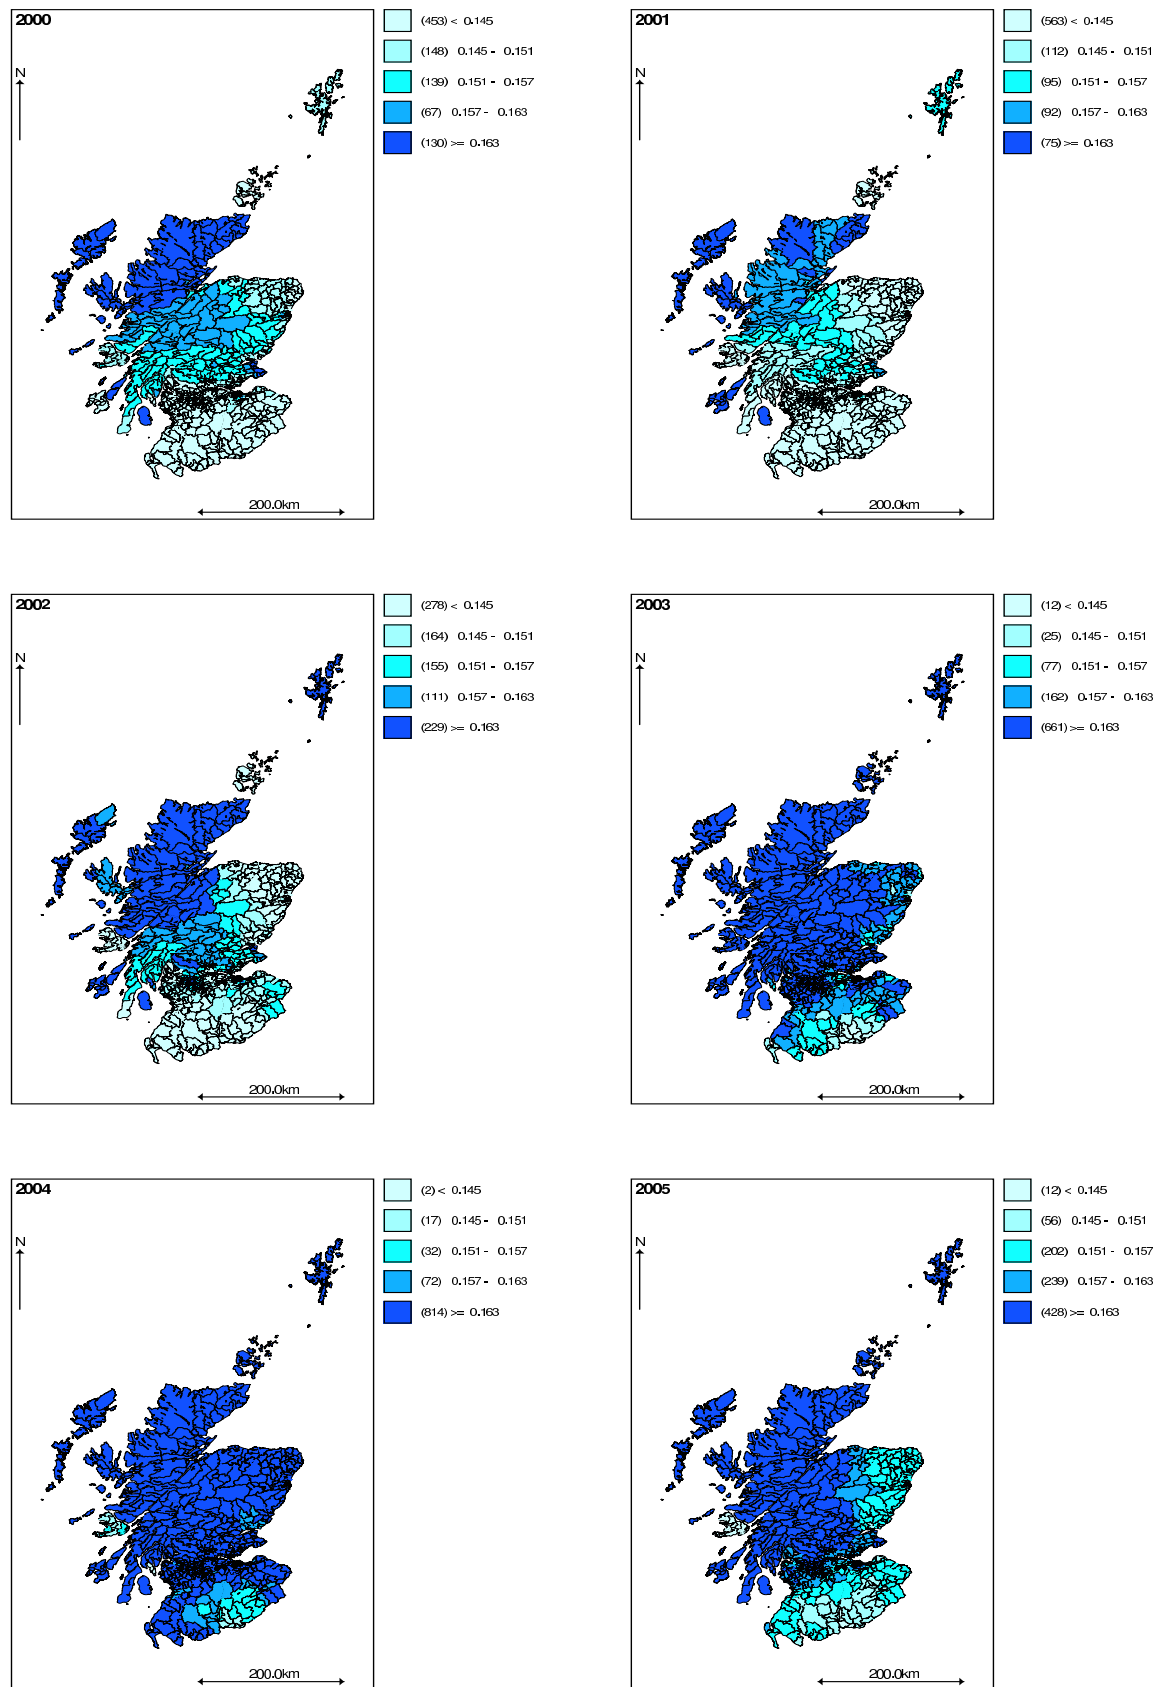 2000
(453) < 0.145
(148) 0.145 - 0.151
(139) 0.151 - 0.157
(67) 0.157 - 0.163
(130) >= 0.163
N
200.0km
2001
(563) < 0.145
(112) 0.145 - 0.151
(95) 0.151 - 0.157
(92) 0.157 - 0.163
(75) >= 0.163
N
200.0km
2002
(278) < 0.145
(164) 0.145 - 0.151
(155) 0.151 - 0.157
(111) 0.157 - 0.163
(229) >= 0.163
N
200.0km
2003
(12) < 0.145
(25) 0.145 - 0.151
(77) 0.151 - 0.157
(162) 0.157 - 0.163
(661) >= 0.163
N
200.0km
2004
(2) < 0.145
(17) 0.145 - 0.151
(32) 0.151 - 0.157
(72) 0.157 - 0.163
(814) >= 0.163
N
200.0km
2005
(12) < 0.145
(56) 0.145 - 0.151
(202) 0.151 - 0.157
(239) 0.157 - 0.163
(428) >= 0.163
N
200.0km